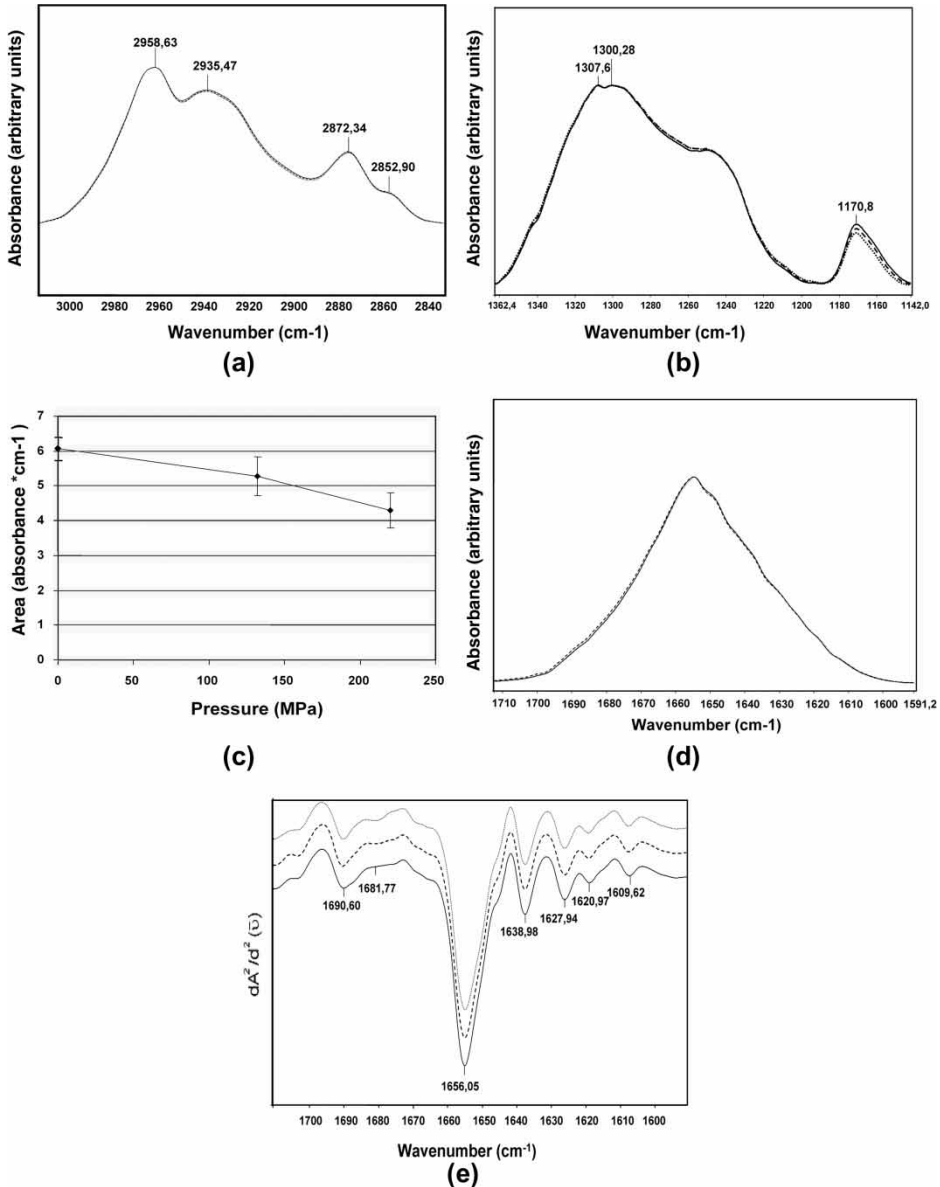 2958,63
2935,47
2872,34
2852,90
Absorbance (arbitrary units)
3000 2980 2960 2940 2920 2900 2880 2860 2840
Wavenumber (cm-1)
(a)
1300,28
1307,6
1170,8
Absorbance (arbitrary units)
1362,4 1340 1320 1300 1280 1260 1240 1220 1200 1180 1160 1142,0
Wavenumber (cm-1)
(b)
7
6
5
4
3
2
1
0
Area (absorbance *cm-1 )
0 50 100 150 200 250
Pressure (MPa)
(c)
Absorbance (arbitrary units)
1710 1700 1690 1680 1670 1660 1650 1640 1630 1620 1610 1600 1591,2
Wavenumber (cm-1)
(d)
1690,60
1681,77
1656,05
1638,98
1627,94
1620,97
1609,62
dA²/d² (ῡ)
1700 1690 1680 1670 1660 1650 1640 1630 1620 1610 1600
Wavenumber (cm⁻¹)
(e)